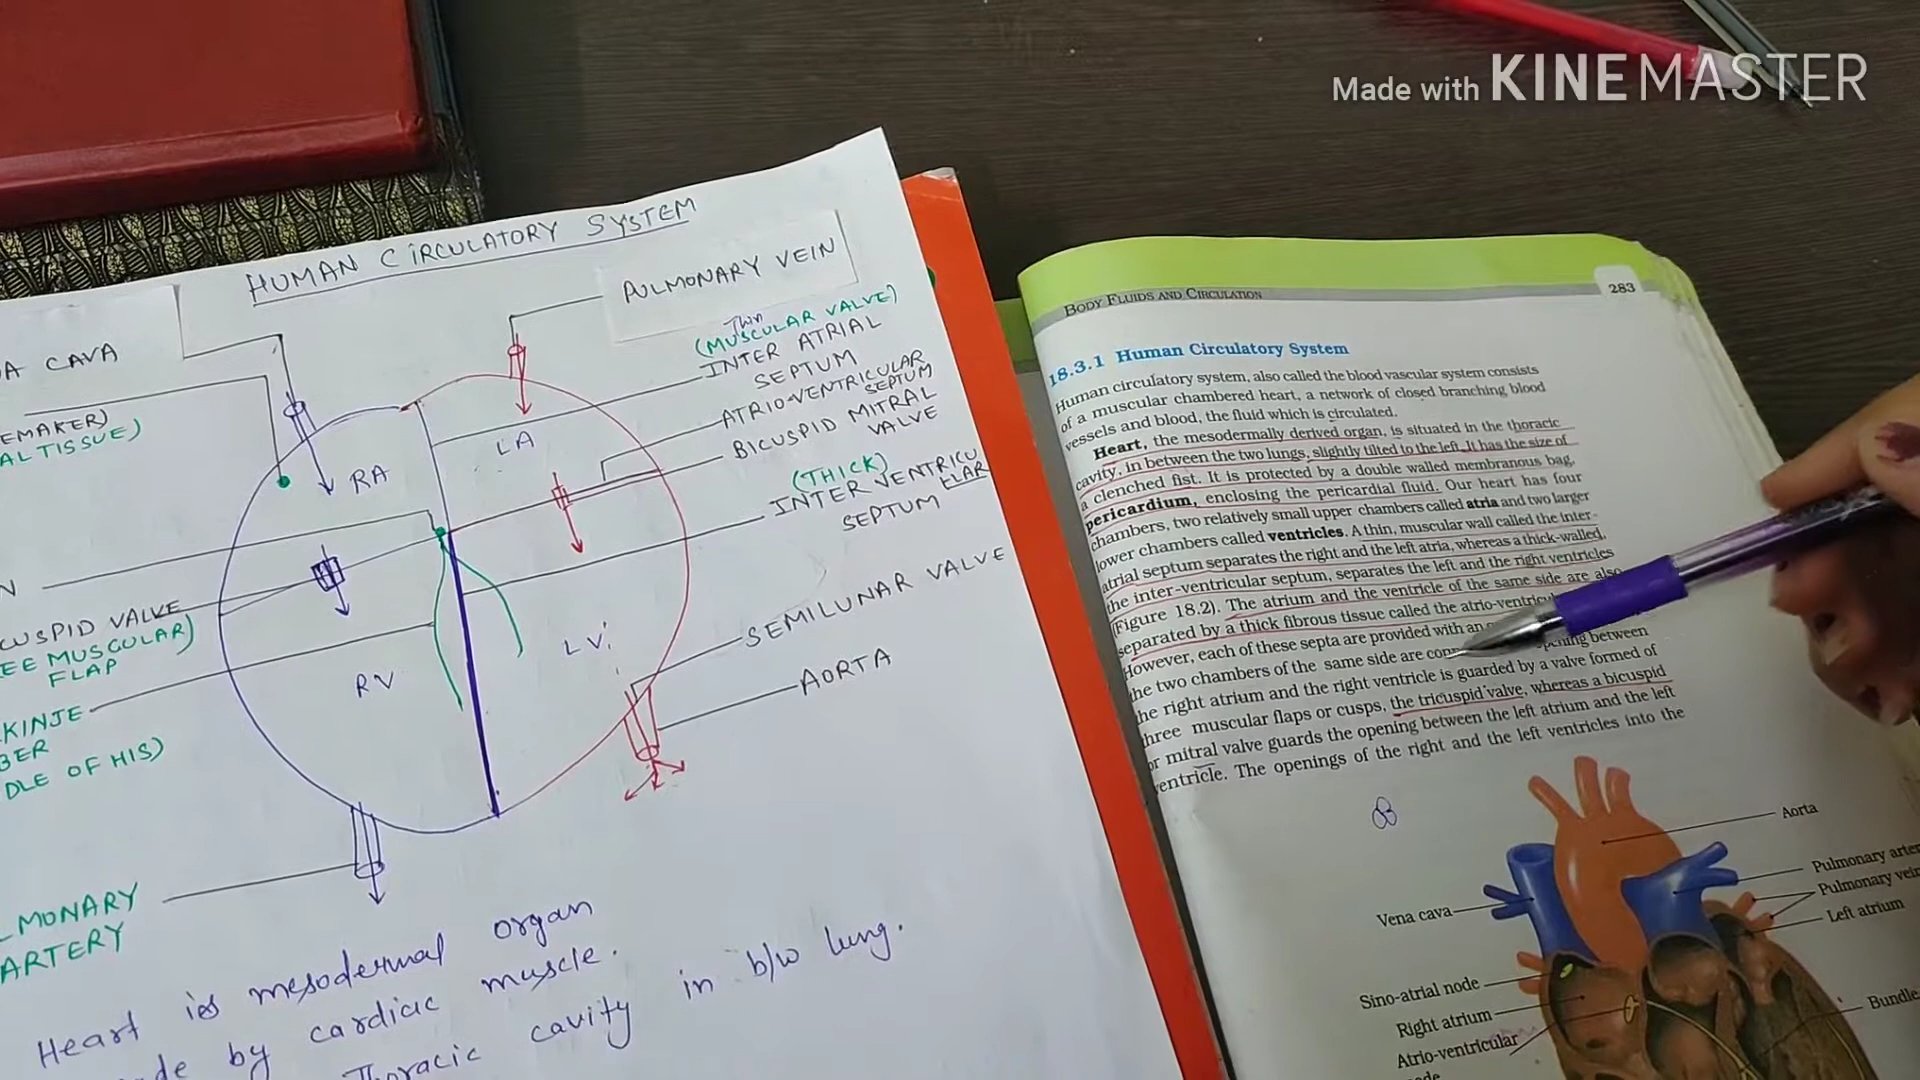 Made with KINEMASTER
HUMAN CIRCULATORY SYSTEM
PULMONARY VEIN
A CAVA
Thin
(MUSCULAR VALVE)
INTER ATRIAL
SEPTUM
EMAKER)
AL TISSUE)
ATRIO-VENTRICULAR
SEPTUM
BICUSPID MITRAL
VALVE
LA
RA
(THICK)
INTER VENTRICU
LAR
SEPTUM
N
CUSPID VALVE
EE MUSCULAR)
FLAP
SEMILUNAR VALVE
LV
RV
AORTA
KINJE
BER
DLE OF HIS)
LMONARY
ARTERY
Heart is mesodermal organ
de by cardiac muscle.
Thoracic cavity in b/w lung.
BODY FLUIDS AND CIRCULATION
283
18.3.1 Human Circulatory System
Human circulatory system, also called the blood vascular system consists
of a muscular chambered heart, a network of closed branching blood
vessels and blood, the fluid which is circulated.
Heart, the mesodermally derived organ, is situated in the thoracic
cavity, in between the two lungs, slightly tilted to the left. It has the size of
a clenched fist. It is protected by a double walled membranous bag,
pericardium, enclosing the pericardial fluid. Our heart has four
chambers, two relatively small upper chambers called atria and two larger
lower chambers called ventricles. A thin, muscular wall called the inter-
atrial septum separates the right and the left atria, whereas a thick-walled,
the inter-ventricular septum, separates the left and the right ventricles
(Figure 18.2). The atrium and the ventricle of the same side are also
separated by a thick fibrous tissue called the atrio-ventricu
However, each of these septa are provided with an
the two chambers of the same side are con opening between
he right atrium and the right ventricle is guarded by a valve formed of
hree muscular flaps or cusps, the tricuspid valve, whereas a bicuspid
or mitral valve guards the opening between the left atrium and the left
ventricle. The openings of the right and the left ventricles into the
Aorta
Pulmonary arter
Pulmonary vein
Left atrium
Vena cava
Sino-atrial node
Right atrium
Atrio-ventricular
Bundle